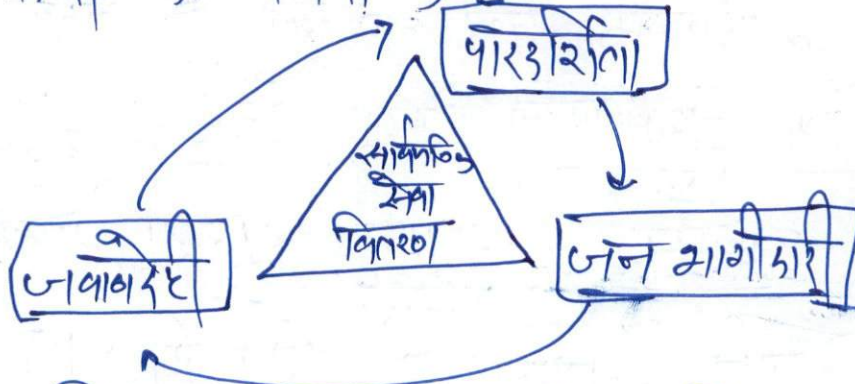 पारदर्शिता
सार्वजनिक
सेवा
वितरण
जवाबदेही
जन भागीदारी